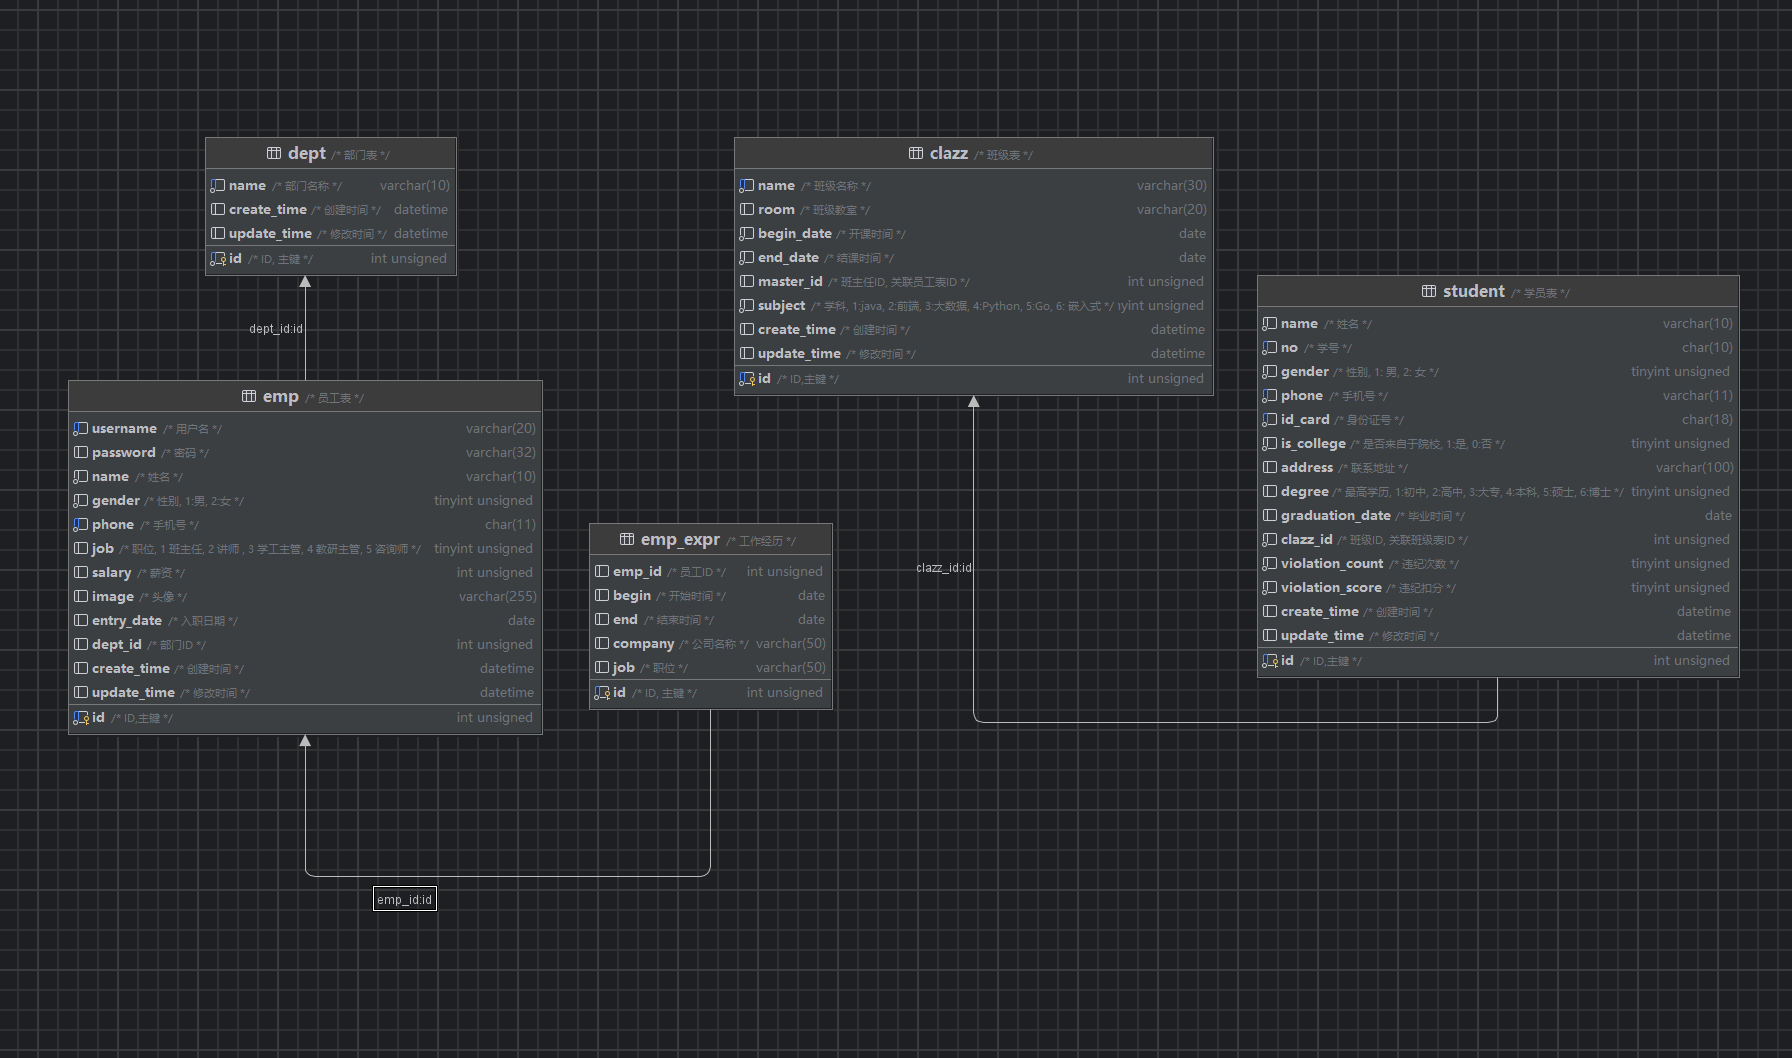 dept /* 部门表 */
name /* 部门名称 */ varchar(10)
create_time /* 创建时间 */ datetime
update_time /* 修改时间 */ datetime
id /* ID, 主键 */ int unsigned
dept_id:id
emp /* 员工表 */
username /* 用户名 */ varchar(20)
password /* 密码 */ varchar(32)
name /* 姓名 */ varchar(10)
gender /* 性别, 1:男, 2:女 */ tinyint unsigned
phone /* 手机号 */ char(11)
job /* 职位, 1 班主任, 2 讲师 , 3 学工主管, 4 教研主管, 5 咨询师 */ tinyint unsigned
salary /* 薪资 */ int unsigned
image /* 头像 */ varchar(255)
entry_date /* 入职日期 */ date
dept_id /* 部门ID */ int unsigned
create_time /* 创建时间 */ datetime
update_time /* 修改时间 */ datetime
id /* ID,主键 */ int unsigned
emp_expr /* 工作经历 */
emp_id /* 员工ID */ int unsigned
begin /* 开始时间 */ date
end /* 结束时间 */ date
company /* 公司名称 */ varchar(50)
job /* 职位 */ varchar(50)
id /* ID, 主键 */ int unsigned
emp_id:id
clazz /* 班级表 */
name /* 班级名称 */ varchar(30)
room /* 班级教室 */ varchar(20)
begin_date /* 开课时间 */ date
end_date /* 结课时间 */ date
master_id /* 班主任ID, 关联员工表ID */ int unsigned
subject /* 学科, 1:java, 2:前端, 3:大数据, 4:Python, 5:Go, 6: 嵌入式 */ yint unsigned
create_time /* 创建时间 */ datetime
update_time /* 修改时间 */ datetime
id /* ID,主键 */ int unsigned
clazz_id:id
student /* 学员表 */
name /* 姓名 */ varchar(10)
no /* 学号 */ char(10)
gender /* 性别, 1: 男, 2: 女 */ tinyint unsigned
phone /* 手机号 */ varchar(11)
id_card /* 身份证号 */ char(18)
is_college /* 是否来自于院校, 1:是, 0:否 */ tinyint unsigned
address /* 联系地址 */ varchar(100)
degree /* 最高学历, 1:初中, 2:高中, 3:大专, 4:本科, 5:硕士, 6:博士 */ tinyint unsigned
graduation_date /* 毕业时间 */ date
clazz_id /* 班级ID, 关联班级表ID */ int unsigned
violation_count /* 违纪次数 */ tinyint unsigned
violation_score /* 违纪扣分 */ tinyint unsigned
create_time /* 创建时间 */ datetime
update_time /* 修改时间 */ datetime
id /* ID,主键 */ int unsigned